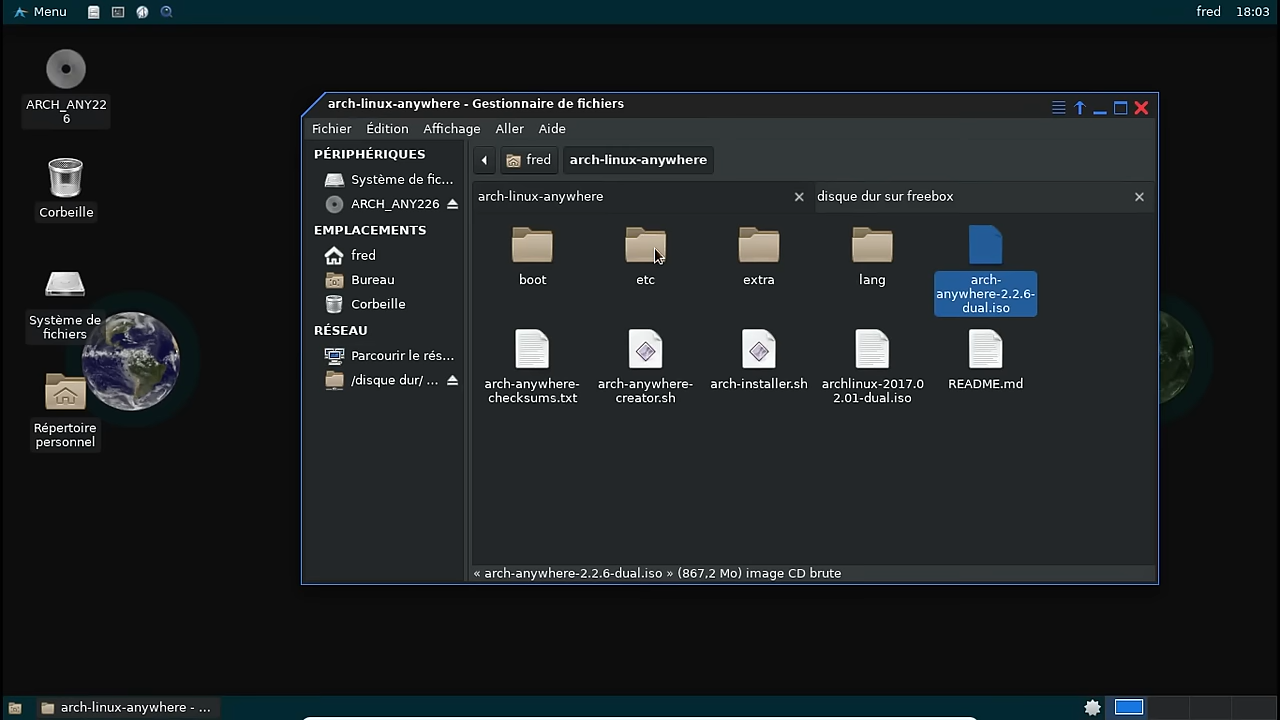 Menu
fred 18:03
ARCH_ANY22
6
Corbeille
Système de
fichiers
Répertoire
personnel
arch-linux-anywhere - Gestionnaire de fichiers
Fichier Édition Affichage Aller Aide
PÉRIPHÉRIQUES
Système de fic...
ARCH_ANY226
EMPLACEMENTS
fred
Bureau
Corbeille
RÉSEAU
Parcourir le rés...
/disque dur/ ...
fred arch-linux-anywhere
arch-linux-anywhere disque dur sur freebox
boot
etc
extra
lang
arch-
anywhere-2.2.6-
dual.iso
arch-anywhere-
checksums.txt
arch-anywhere-
creator.sh
arch-installer.sh
archlinux-2017.0
2.01-dual.iso
README.md
« arch-anywhere-2.2.6-dual.iso » (867,2 Mo) image CD brute
arch-linux-anywhere - ...